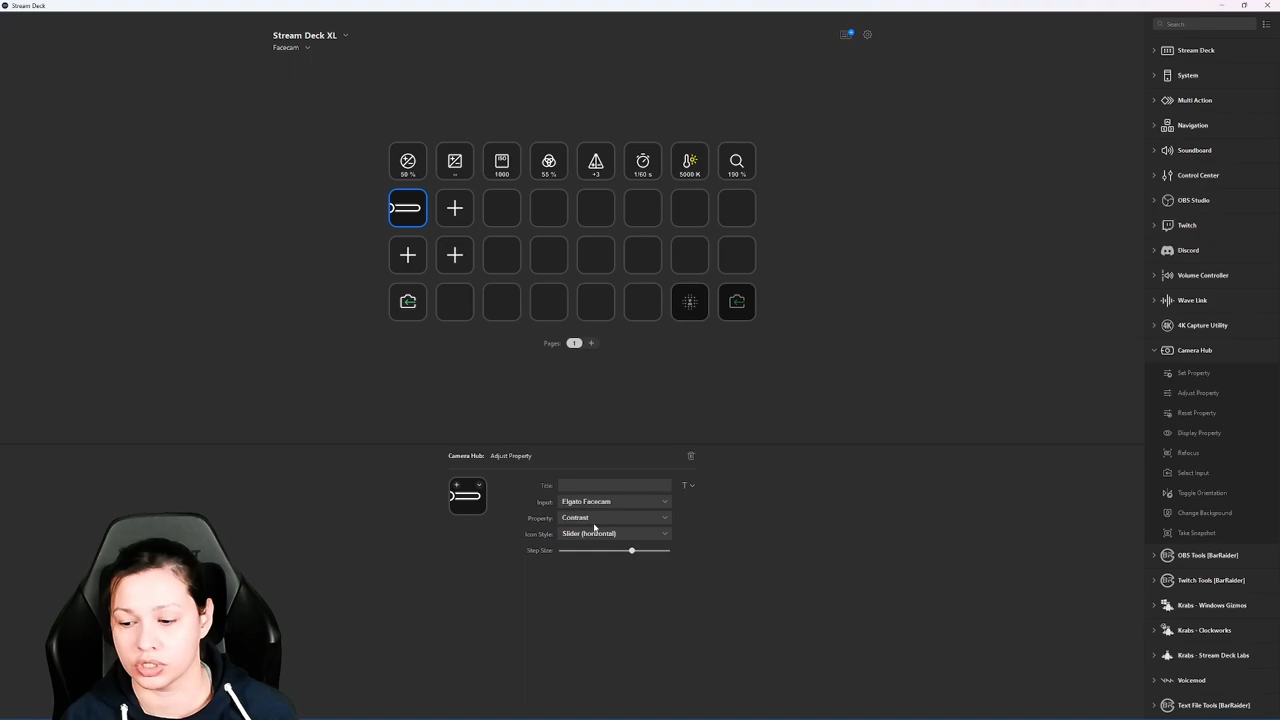 Stream Deck
Stream Deck XL
Facecam
50 %
--
ISO
1000
55 %
+3
1/60 s
5000 K
190 %
Pages: 1 +
Camera Hub: Adjust Property
Title:
T
Input: Elgato Facecam
Property: Contrast
Icon Style: Slider (horizontal)
Step Size:
Search
Stream Deck
System
Multi Action
Navigation
Soundboard
Control Center
OBS Studio
Twitch
Discord
Volume Controller
Wave Link
4K Capture Utility
Camera Hub
Set Property
Adjust Property
Reset Property
Display Property
Refocus
Select Input
Toggle Orientation
Change Background
Take Snapshot
OBS Tools [BarRaider]
Twitch Tools [BarRaider]
Krabs - Windows Gizmos
Krabs - Clockworks
Krabs - Stream Deck Labs
Voicemod
Text File Tools [BarRaider]